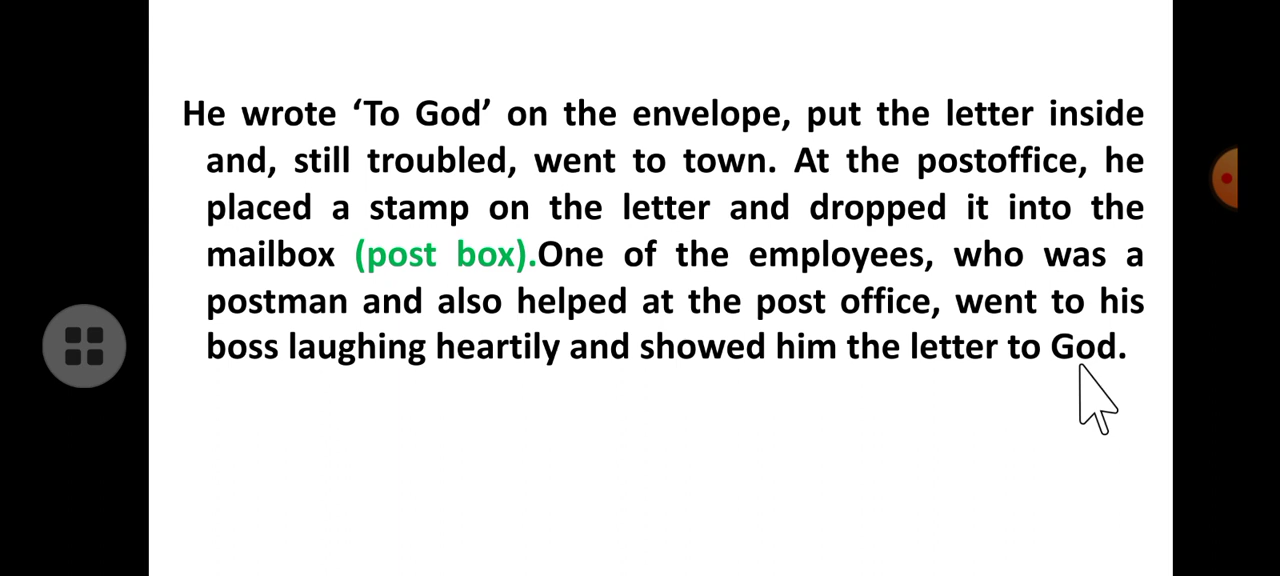 He wrote ‘To God’ on the envelope, put the letter inside
and, still troubled, went to town. At the postoffice, he
placed a stamp on the letter and dropped it into the
mailbox (post box).One of the employees, who was a
postman and also helped at the post office, went to his
boss laughing heartily and showed him the letter to God.